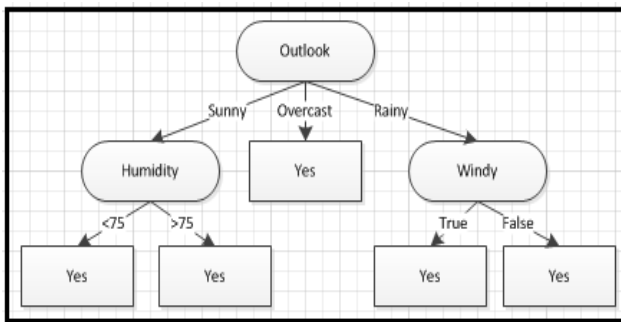 Outlook
Sunny Overcast Rainy
Humidity Yes Windy
<75 >75 True False
Yes Yes Yes Yes